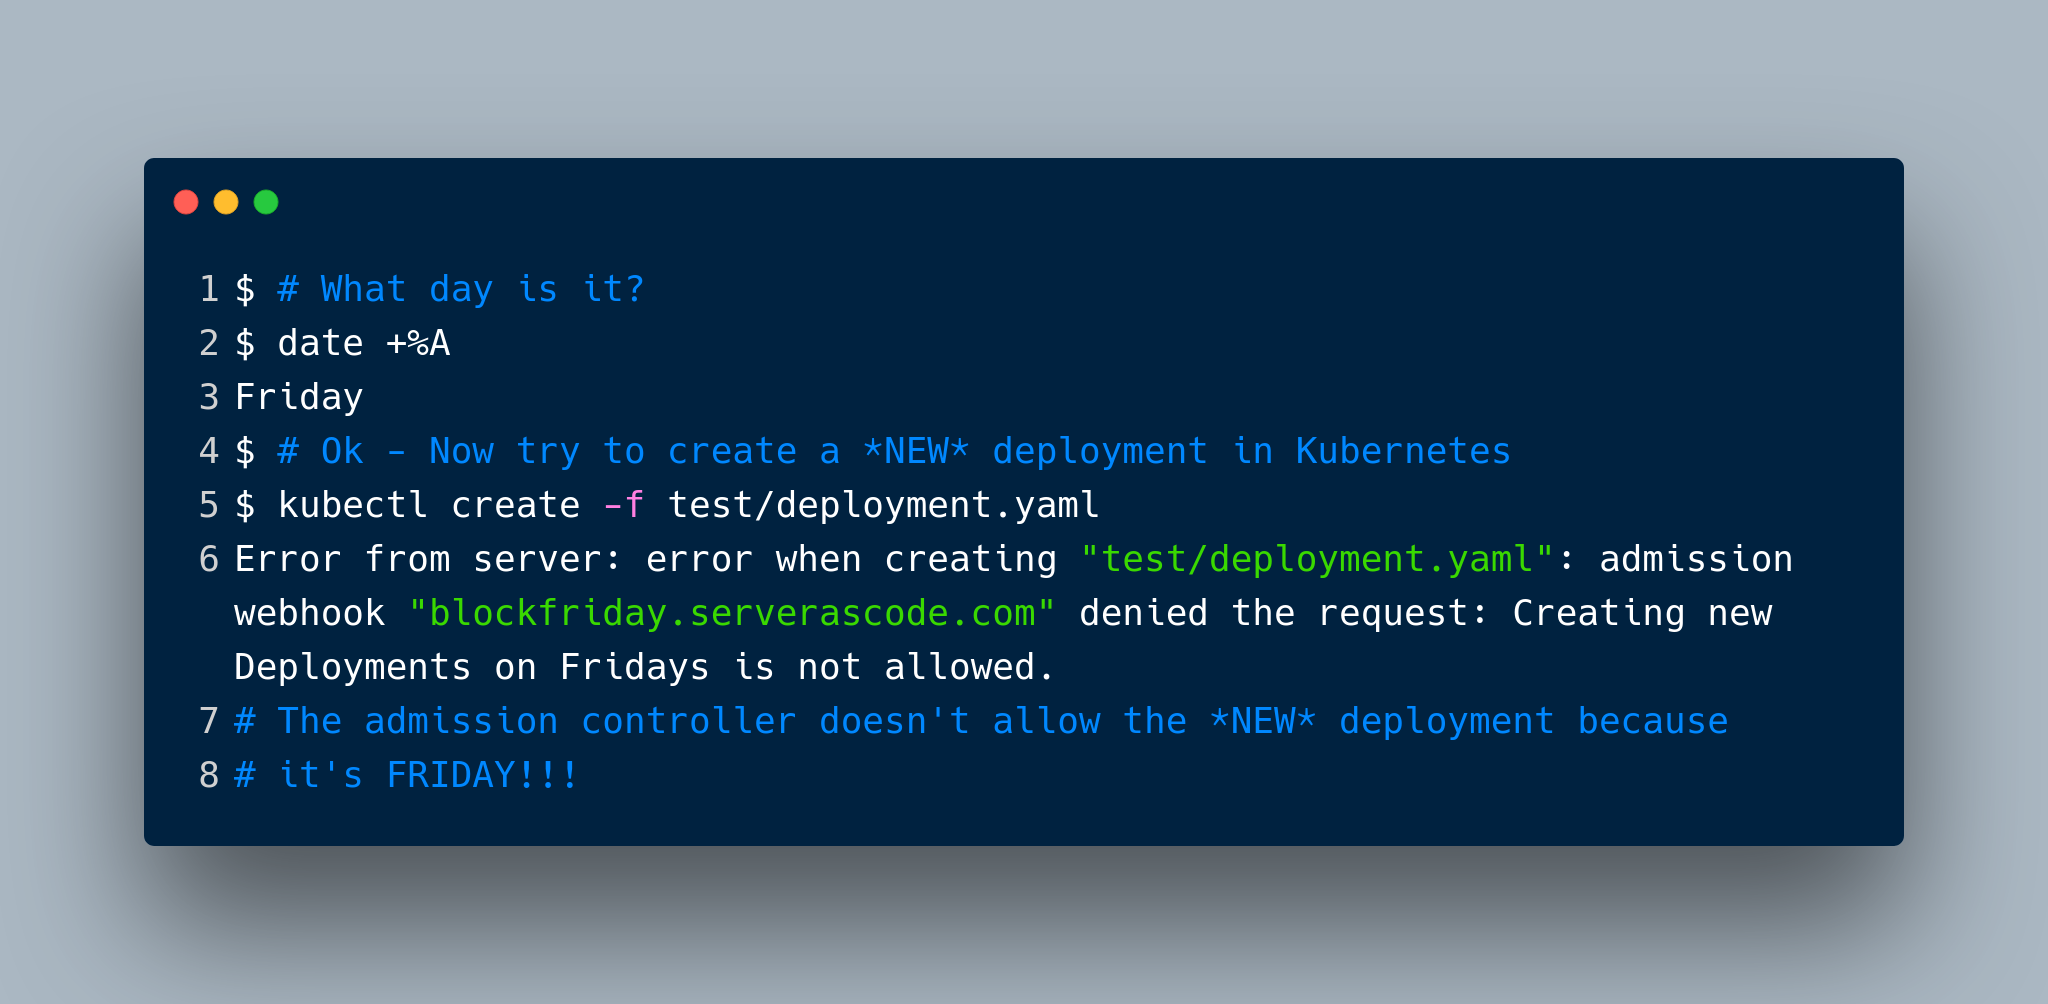 1 $ # What day is it?
2 $ date +%A
3 Friday
4 $ # Ok - Now try to create a *NEW* deployment in Kubernetes
5 $ kubectl create -f test/deployment.yaml
6 Error from server: error when creating "test/deployment.yaml": admission
webhook "blockfriday.serverascode.com" denied the request: Creating new
Deployments on Fridays is not allowed.
7 # The admission controller doesn't allow the *NEW* deployment because
8 # it's FRIDAY!!!